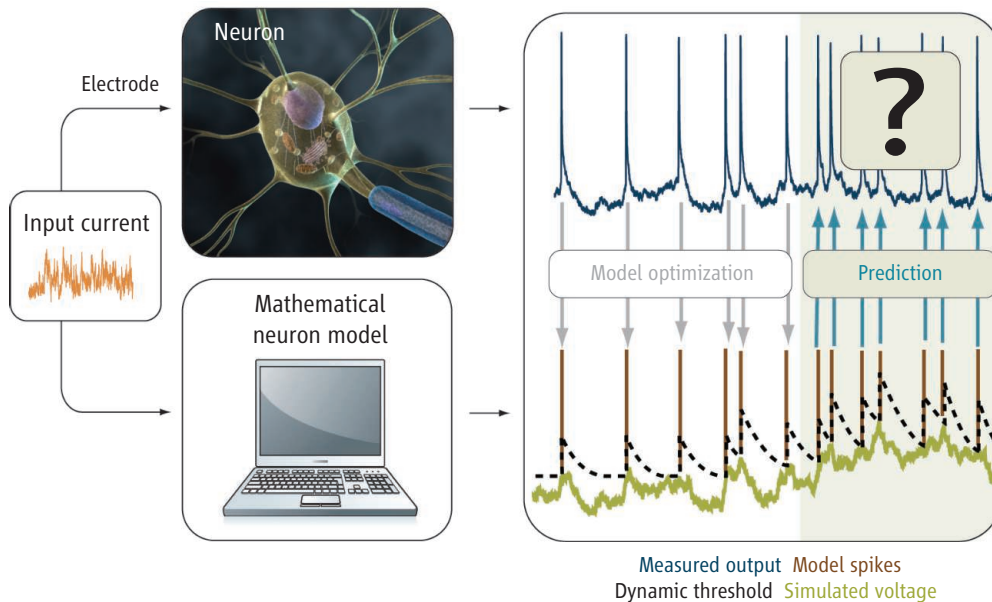 Neuron
Electrode
Input current
Mathematical
neuron model
?
Model optimization
Prediction
Measured output Model spikes
Dynamic threshold Simulated voltage